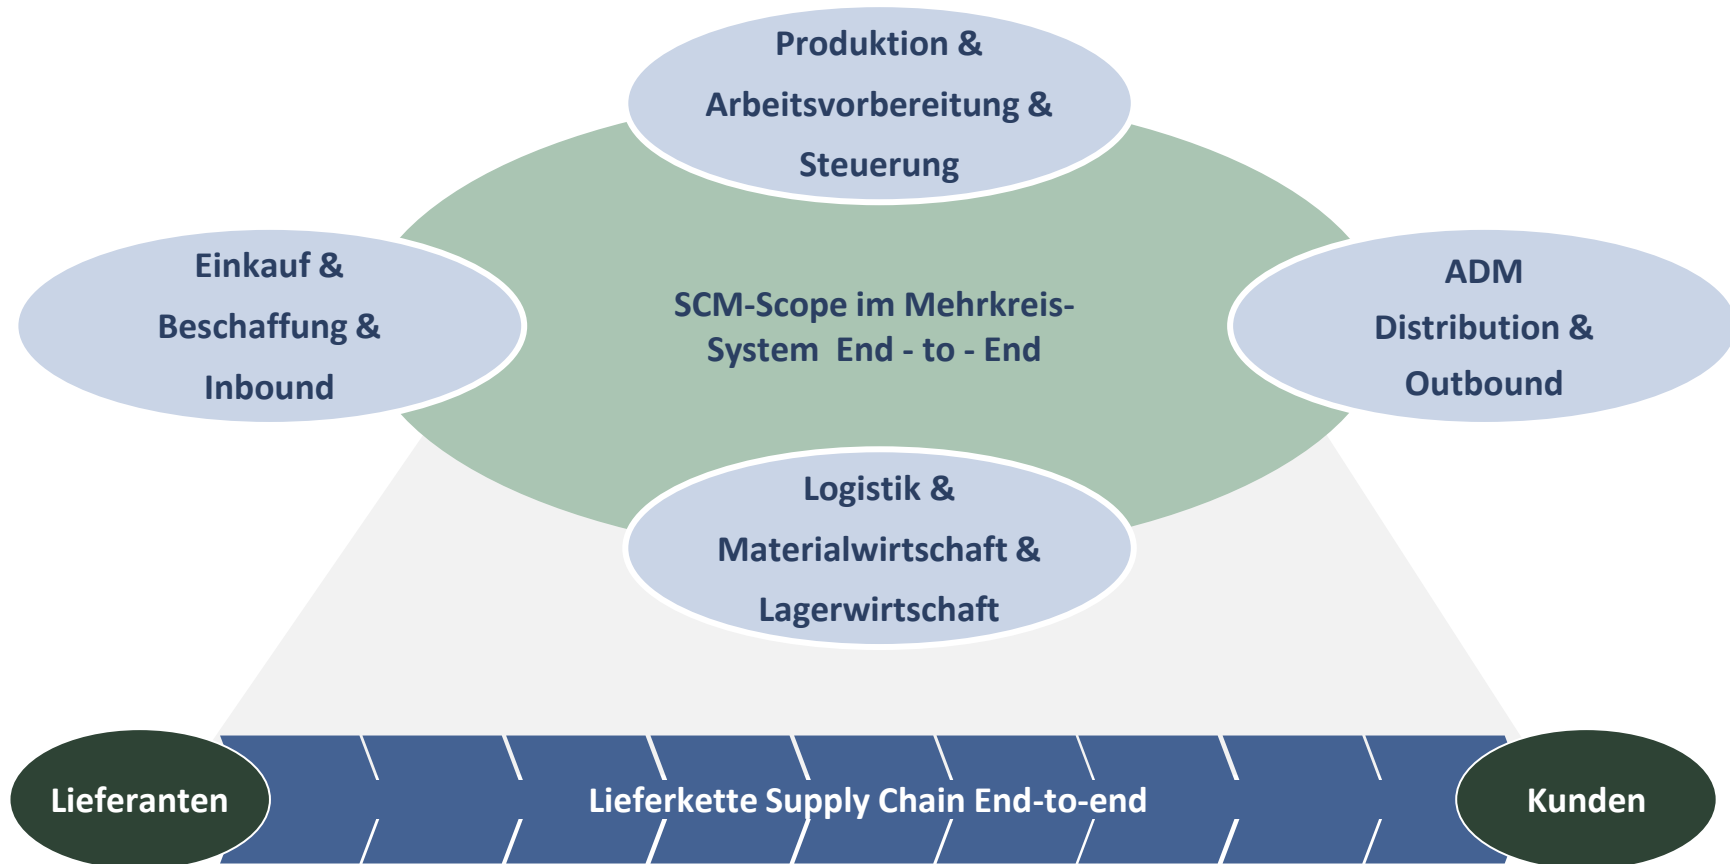 Produktion &
Arbeitsvorbereitung &
Steuerung
Einkauf &
Beschaffung &
Inbound
SCM-Scope im Mehrkreis-
System  End - to - End
ADM
Distribution &
Outbound
Logistik &
Materialwirtschaft &
Lagerwirtschaft
Lieferanten
Lieferkette Supply Chain End-to-end
Kunden